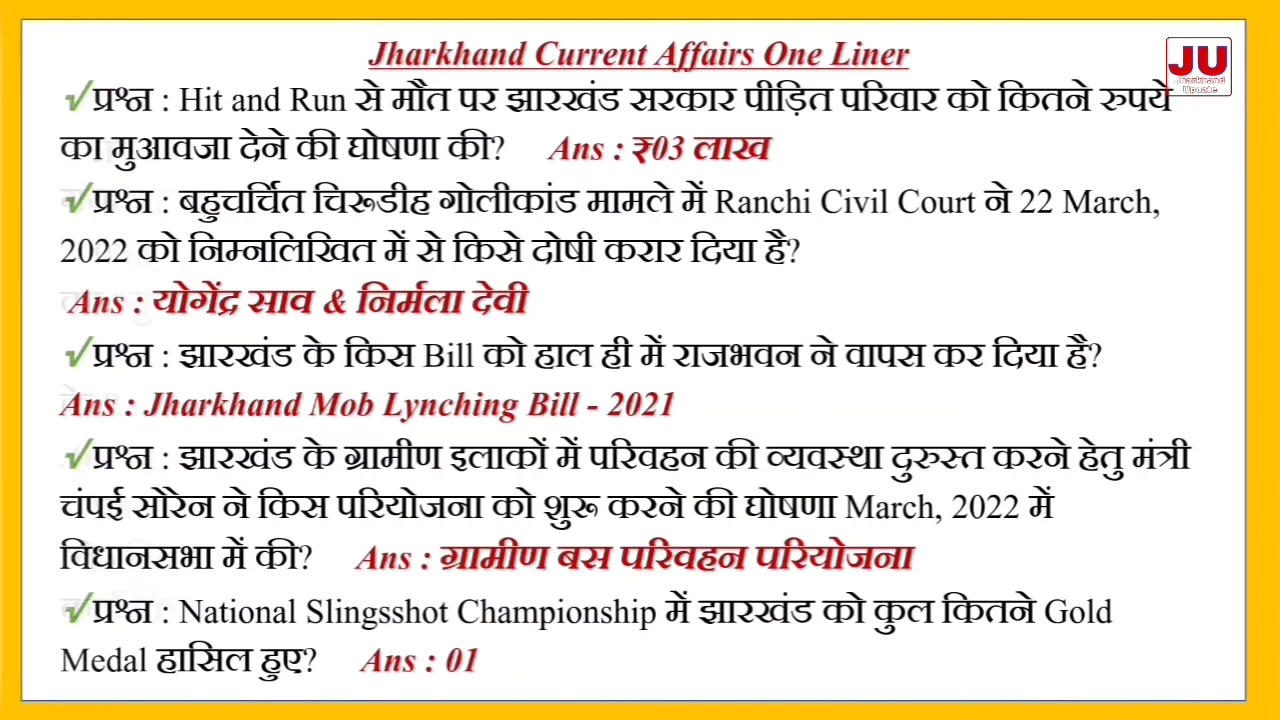 Jharkhand Current Affairs One Liner
JU
Jharkhand
Update
✓प्रश्न : Hit and Run से मौत पर झारखंड सरकार पीड़ित परिवार को कितने रुपये
का मुआवजा देने की घोषणा की? Ans : ₹03 लाख
✓प्रश्न : बहुचर्चित चिरूडीह गोलीकांड मामले में Ranchi Civil Court ने 22 March,
2022 को निम्नलिखित में से किसे दोषी करार दिया है?
Ans : योगेंद्र साव & निर्मला देवी
✓प्रश्न : झारखंड के किस Bill को हाल ही में राजभवन ने वापस कर दिया है?
Ans : Jharkhand Mob Lynching Bill - 2021
✓प्रश्न : झारखंड के ग्रामीण इलाकों में परिवहन की व्यवस्था दुरुस्त करने हेतु मंत्री
चंपई सोरेन ने किस परियोजना को शुरू करने की घोषणा March, 2022 में
विधानसभा में की? Ans : ग्रामीण बस परिवहन परियोजना
✓प्रश्न : National Slingsshot Championship में झारखंड को कुल कितने Gold
Medal हासिल हुए? Ans : 01